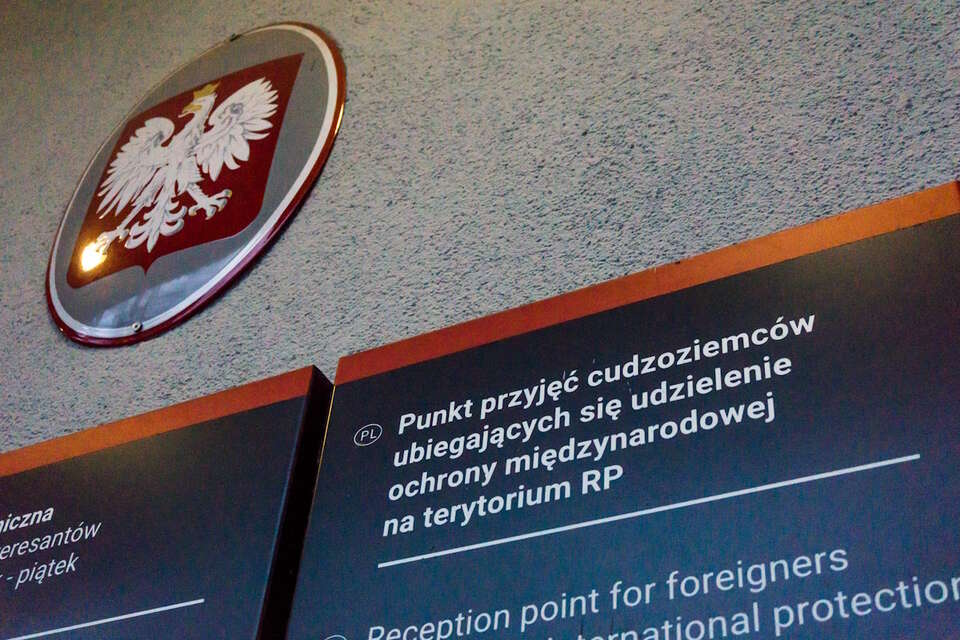 iczna
eresantów
- piątek
PL
Punkt przyjęć cudzoziemców
ubiegających się udzielenie
ochrony międzynarodowej
na terytorium RP
Reception point for foreigners
international protection